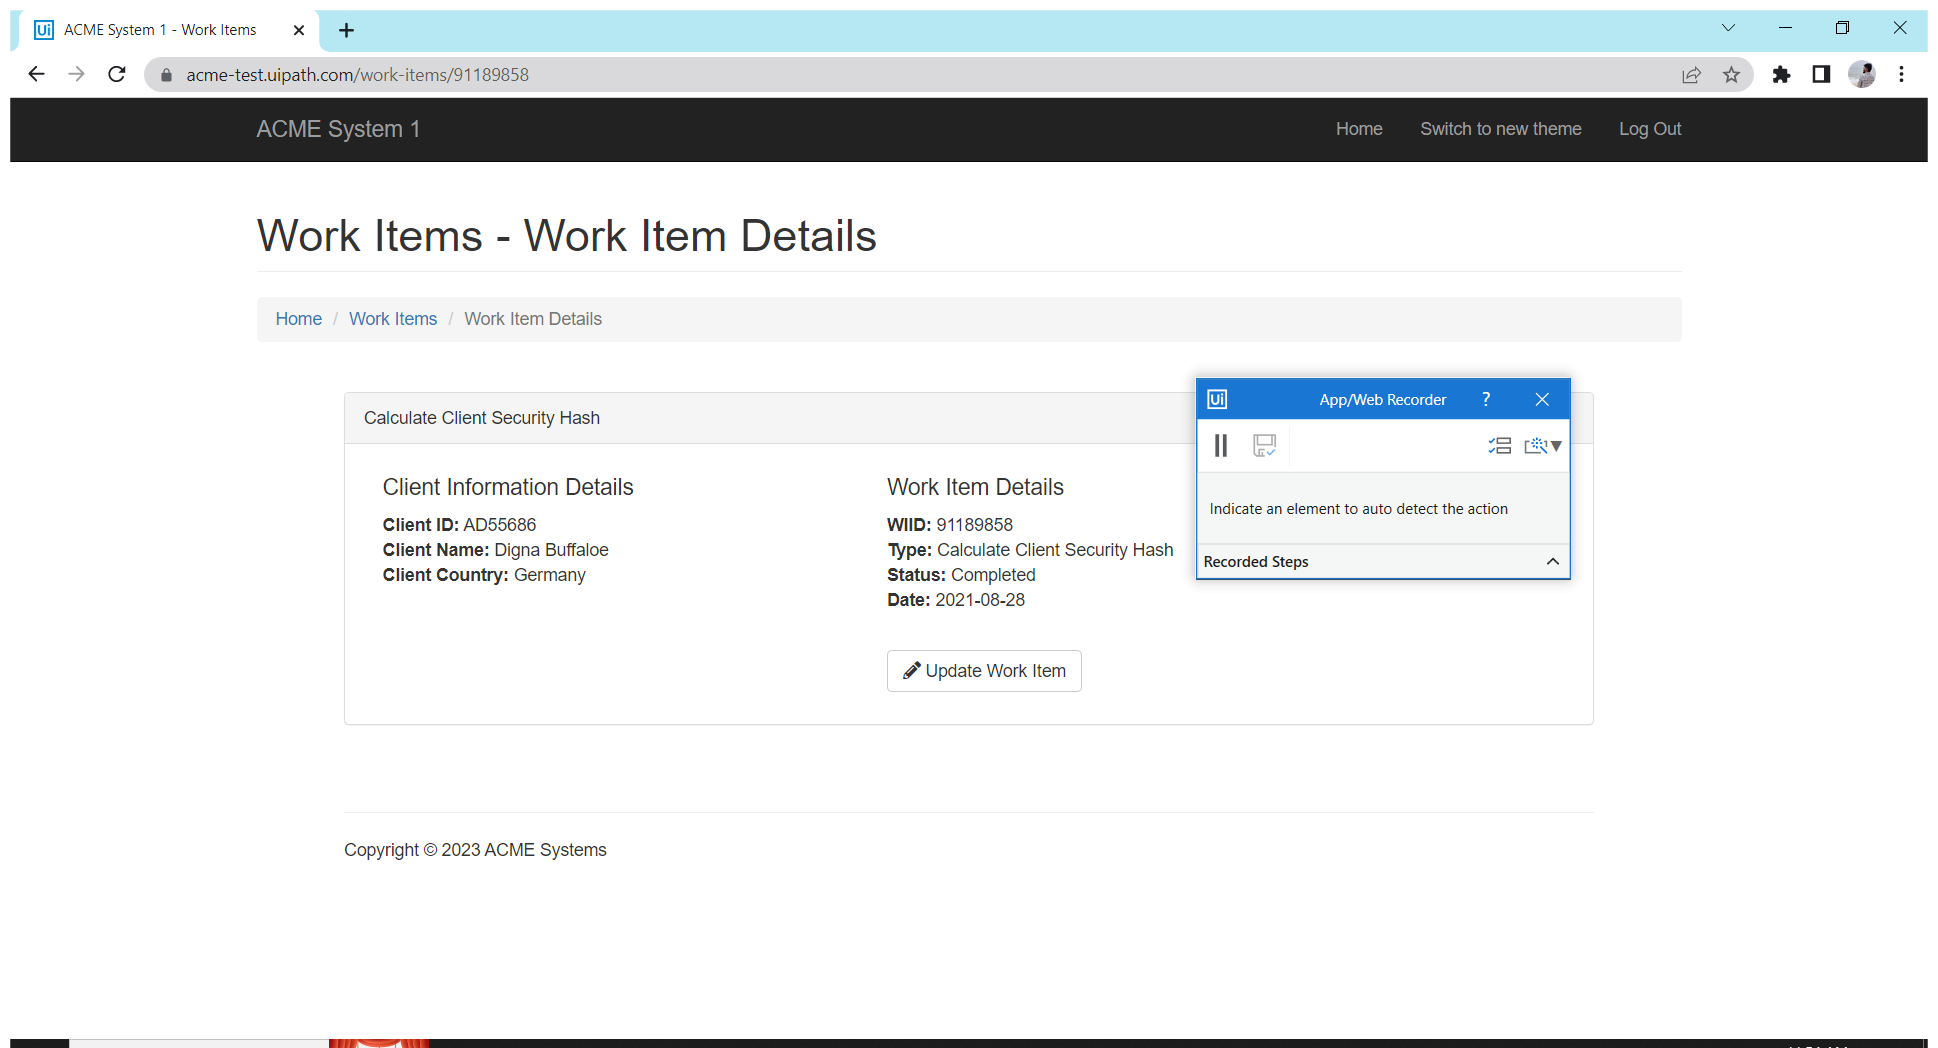 Ui ACME System 1 - Work Items
acme-test.uipath.com/work-items/91189858
ACME System 1
Home
Switch to new theme
Log Out
Work Items - Work Item Details
Home / Work Items / Work Item Details
Calculate Client Security Hash
Client Information Details
Client ID: AD55686
Client Name: Digna Buffaloe
Client Country: Germany
Work Item Details
WIID: 91189858
Type: Calculate Client Security Hash
Status: Completed
Date: 2021-08-28
Update Work Item
Ui App/Web Recorder ?
Indicate an element to auto detect the action
Recorded Steps
Copyright © 2023 ACME Systems